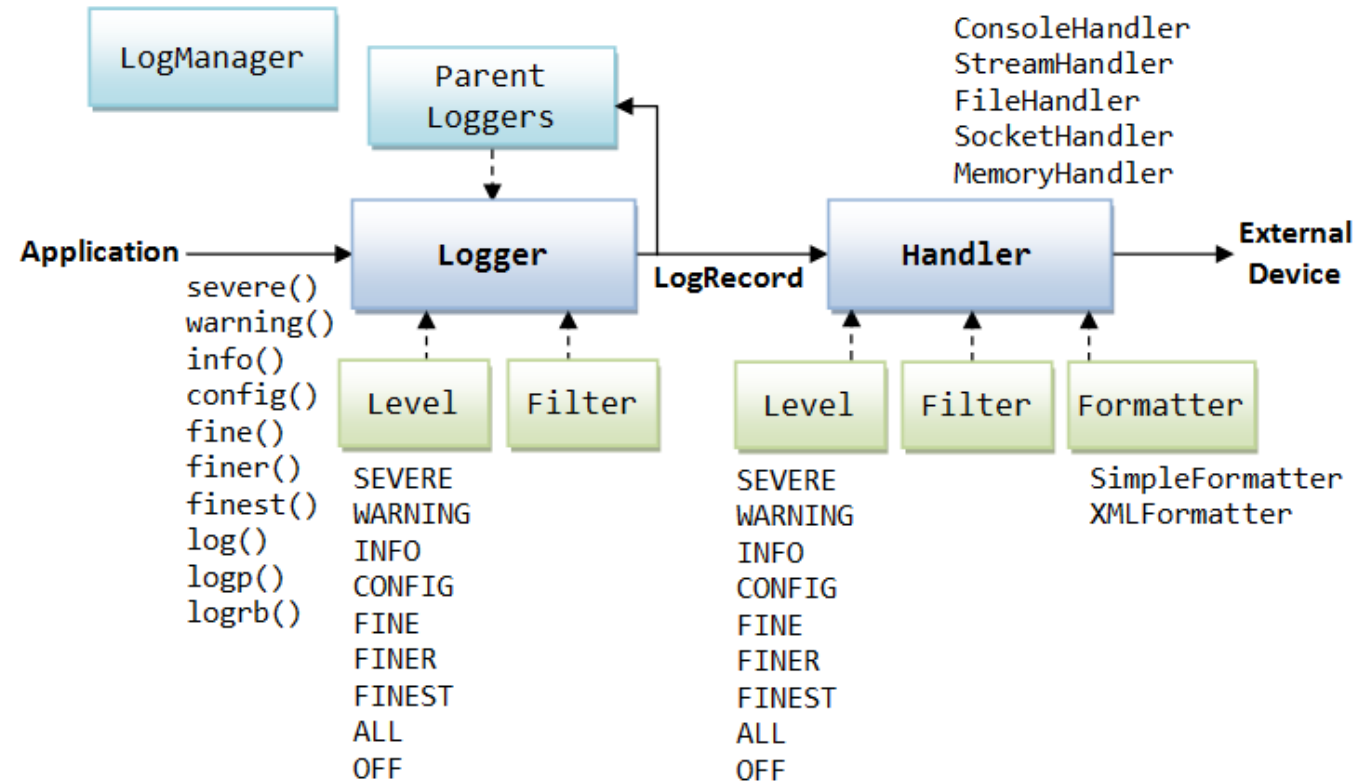 LogManager
Parent
Loggers
ConsoleHandler
StreamHandler
FileHandler
SocketHandler
MemoryHandler
Application
Logger
LogRecord
Handler
External
Device
severe()
warning()
info()
config()
fine()
finer()
finest()
log()
logp()
logrb()
Level
Filter
SEVERE
WARNING
INFO
CONFIG
FINE
FINER
FINEST
ALL
OFF
Level
Filter
Formatter
SEVERE
WARNING
INFO
CONFIG
FINE
FINER
FINEST
ALL
OFF
SimpleFormatter
XMLFormatter